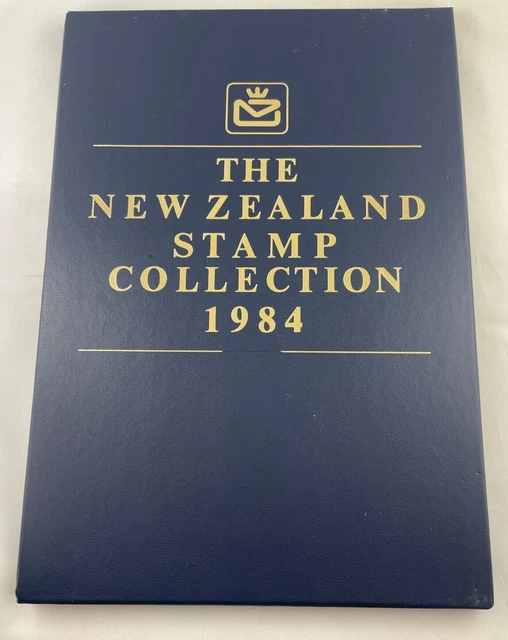 THE
NEW ZEALAND
STAMP
COLLECTION
1984